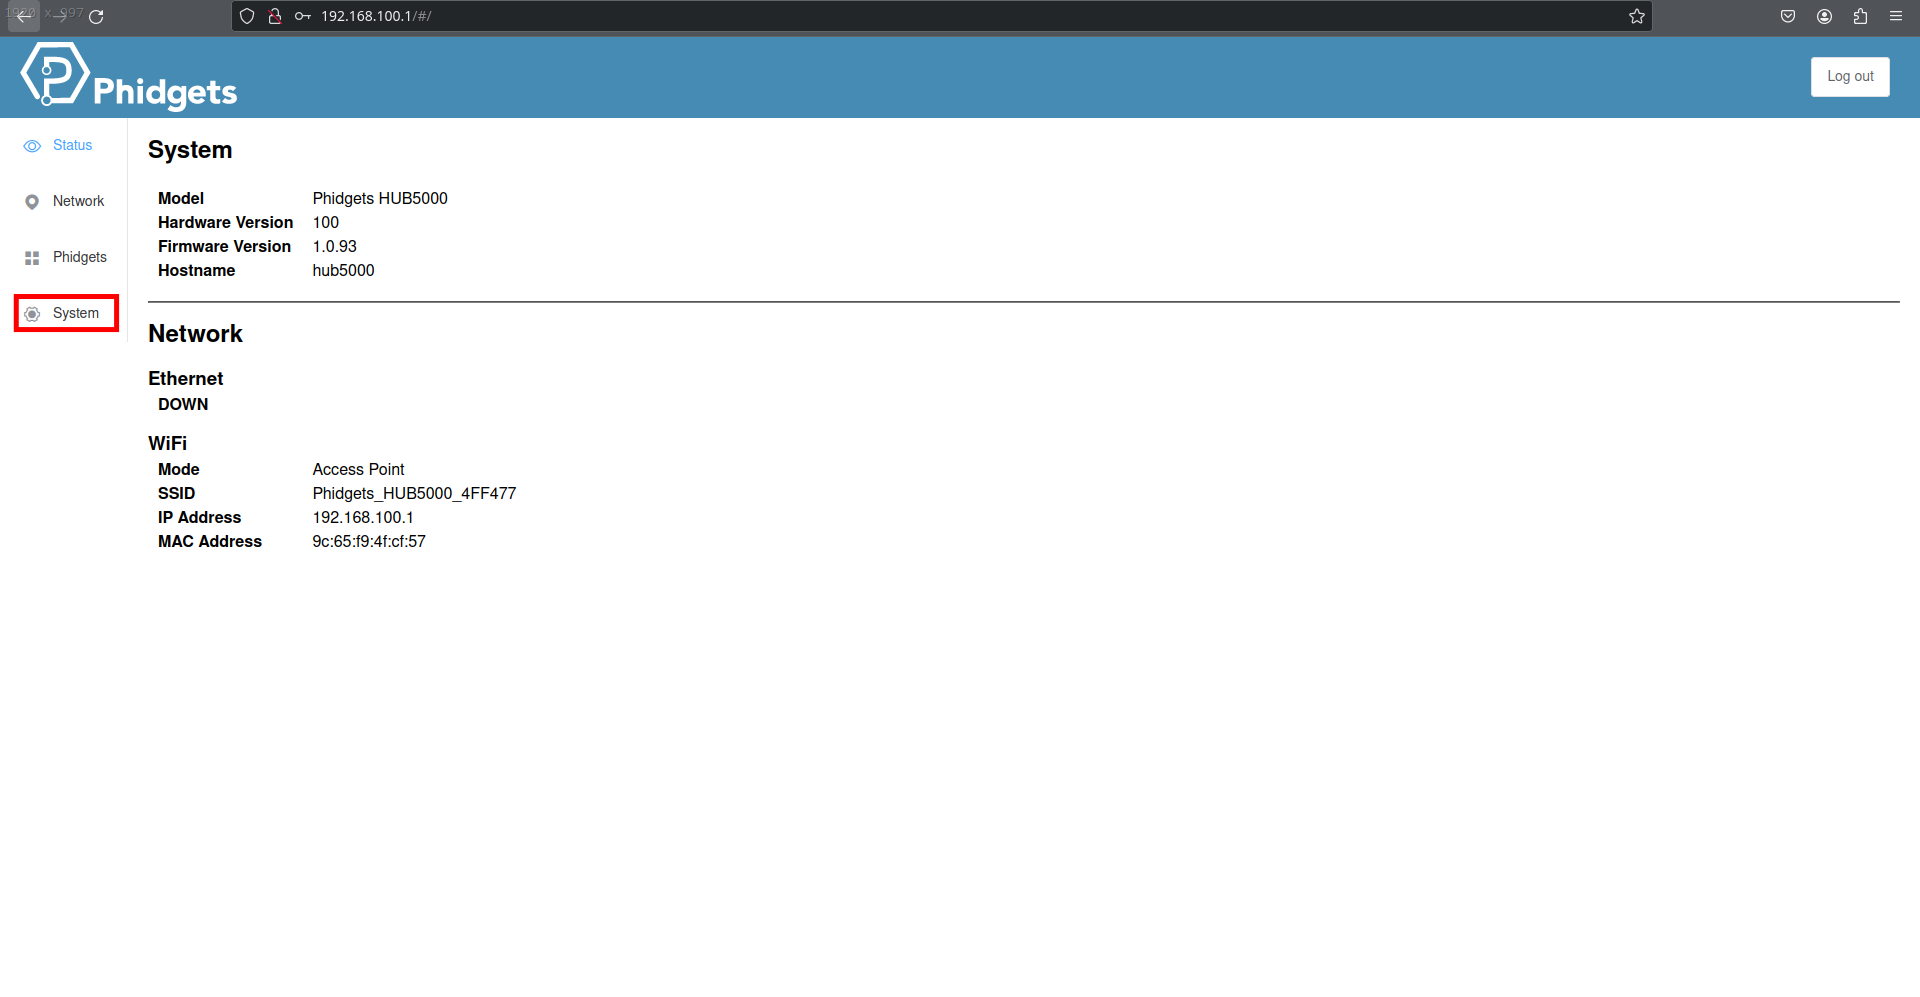 1920 x 997
192.168.100.1/#/
Phidgets
Log out
Status
Network
Phidgets
System
System
Model Phidgets HUB5000
Hardware Version 100
Firmware Version 1.0.93
Hostname hub5000
Network
Ethernet
DOWN
WiFi
Mode Access Point
SSID Phidgets_HUB5000_4FF477
IP Address 192.168.100.1
MAC Address 9c:65:f9:4f:cf:57